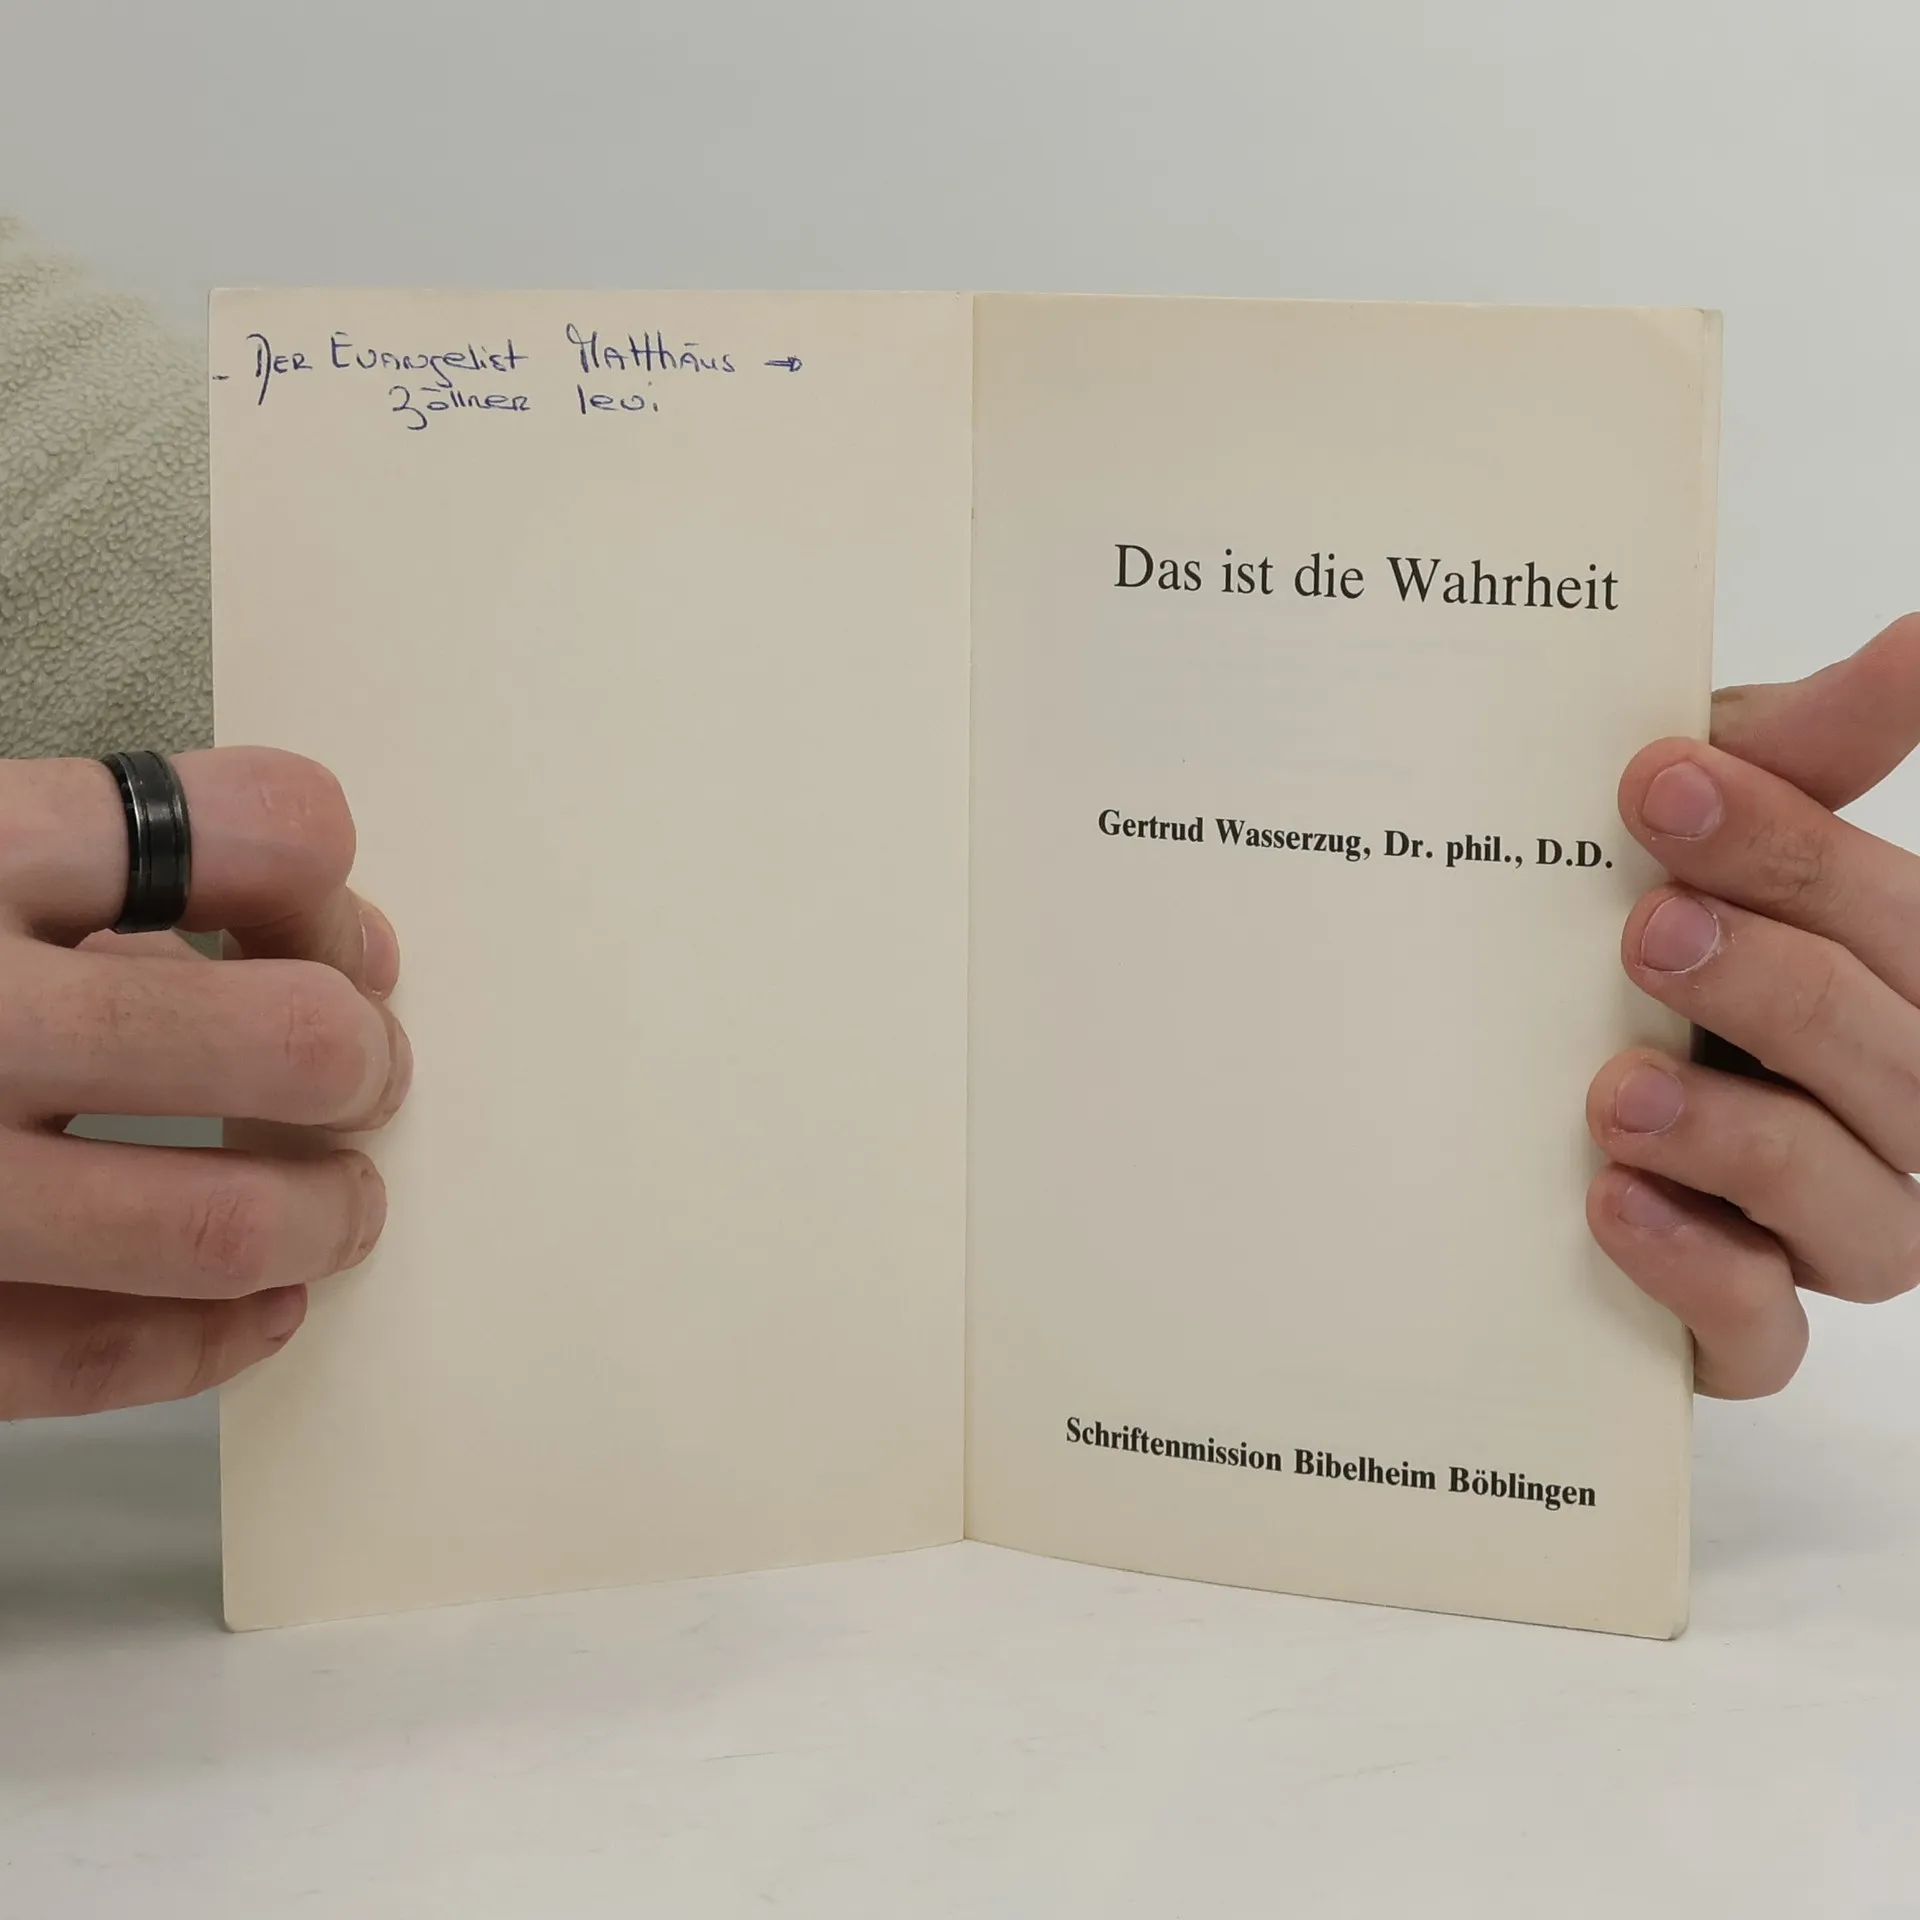 - Der Evangelist Matthäus ⇒
Zöllner Levi
Das ist die Wahrheit
Gertrud Wasserzug, Dr. phil., D.D.
Schriftenmission Bibelheim Böblingen